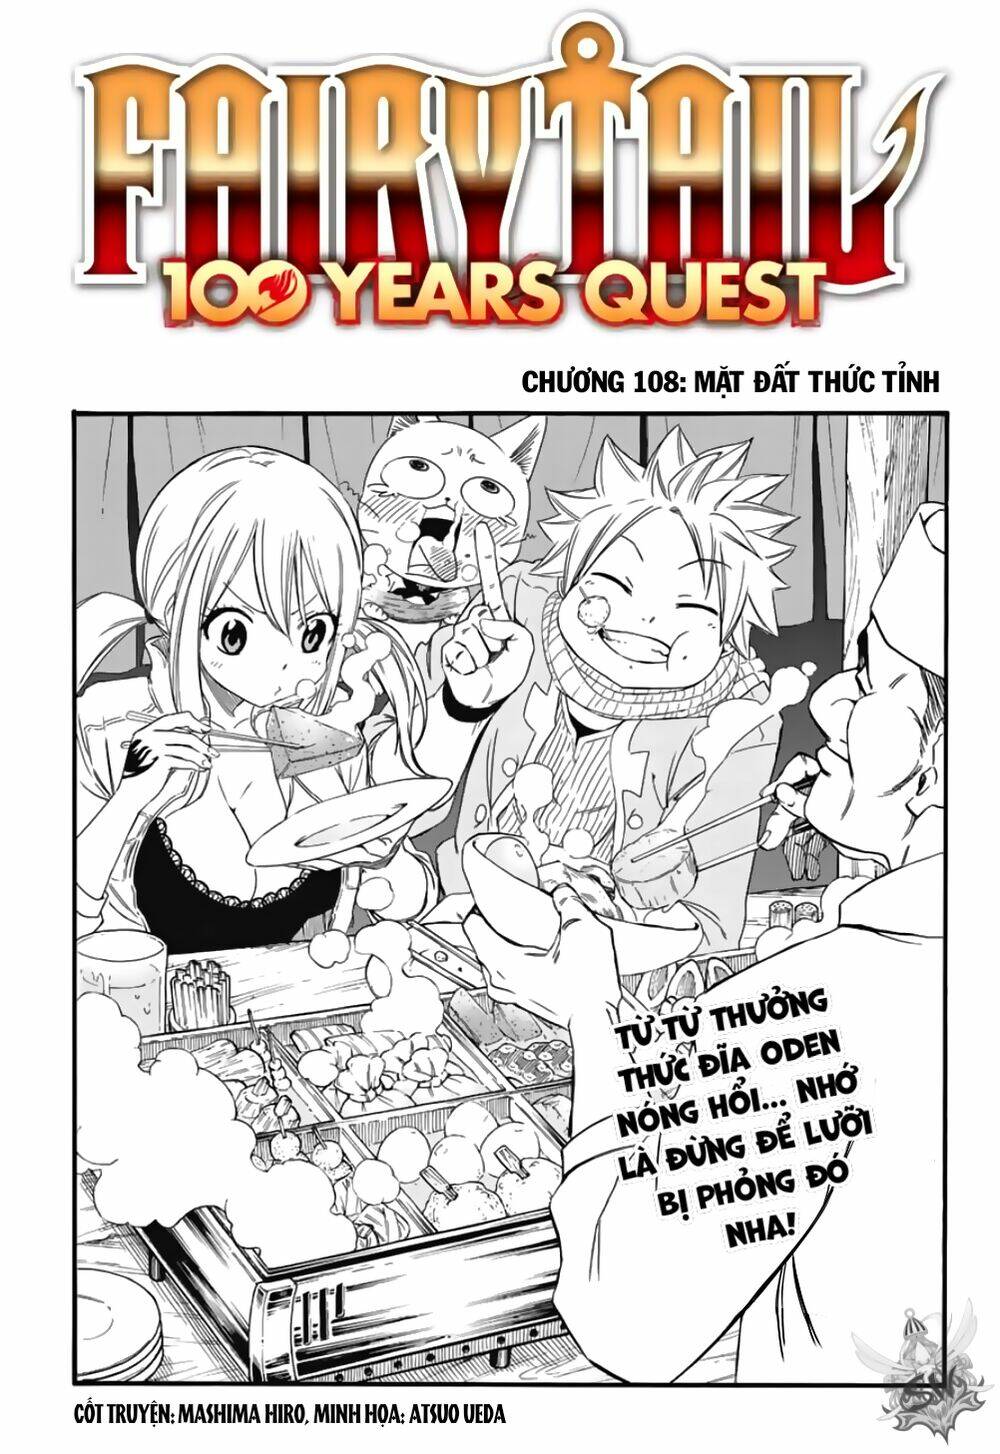 FAIRY TAIL
100 YEARS QUEST
CHƯƠNG 108: MẶT ĐẤT THỨC TỈNH
TỪ TỪ THƯỞNG
THỨC ĐĨA ODEN
NÓNG HỔI... NHỚ
LÀ ĐỪNG ĐỂ LƯỠI
BỊ PHỎNG ĐÓ
NHA!
CỐT TRUYỆN: MASHIMA HIRO, MINH HỌA: ATSUO UEDA